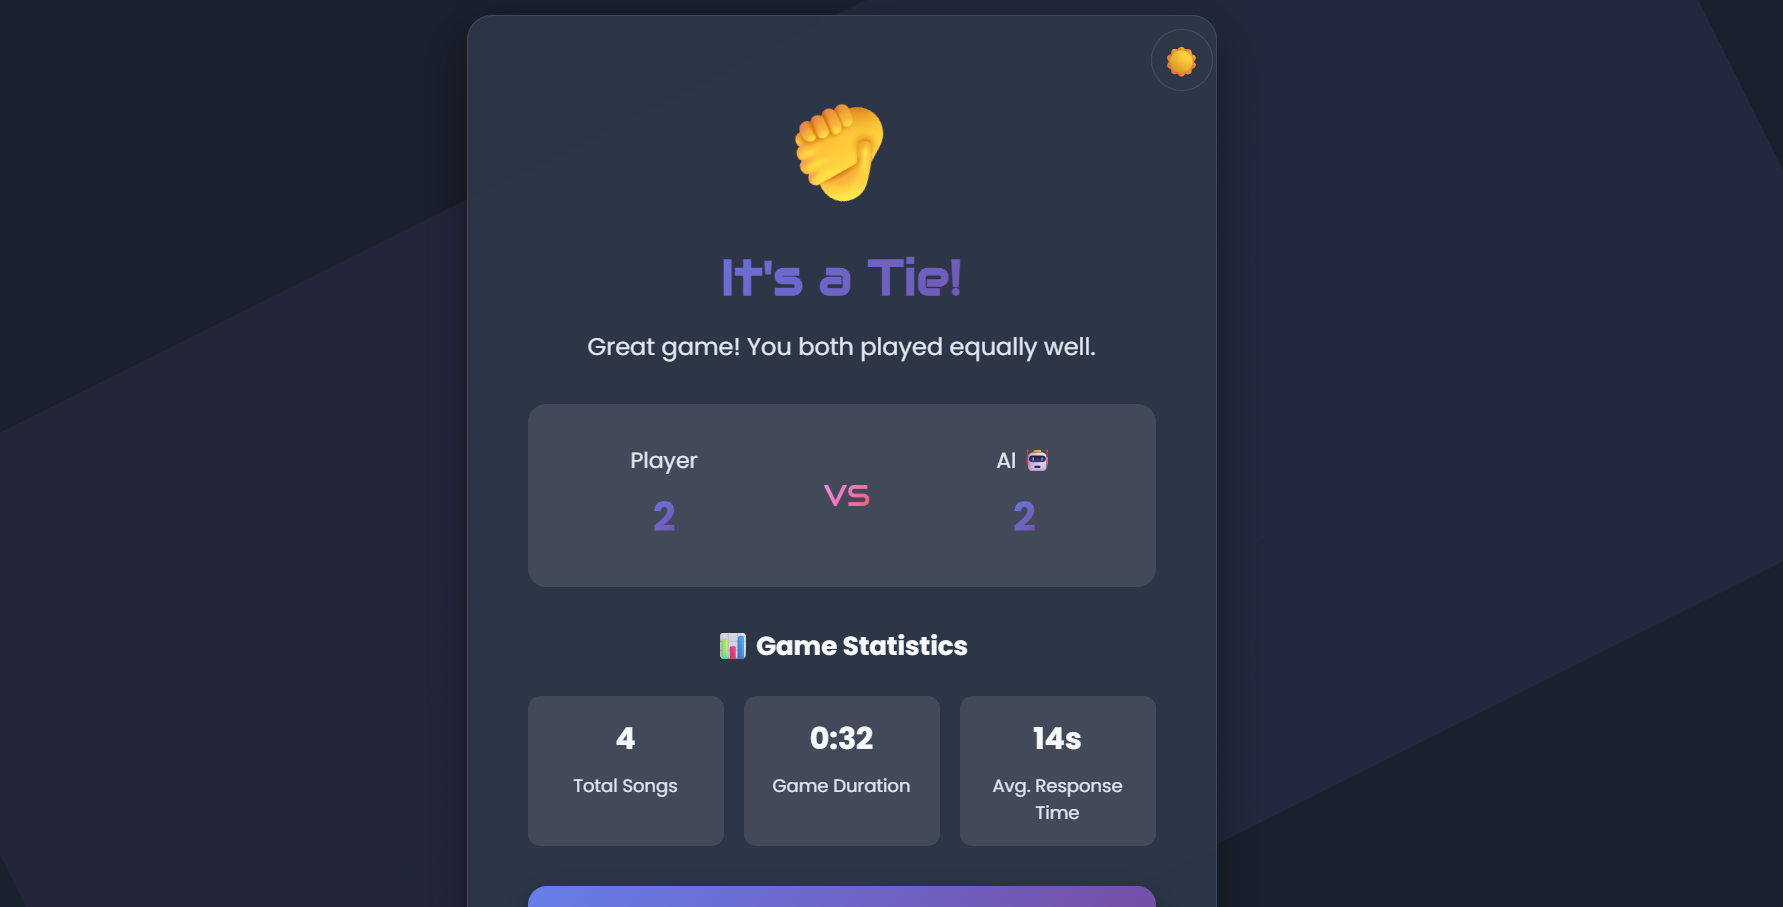 It's a Tie!
Great game! You both played equally well.
Player
2
VS
AI
2
Game Statistics
4
Total Songs
0:32
Game Duration
14s
Avg. Response
Time